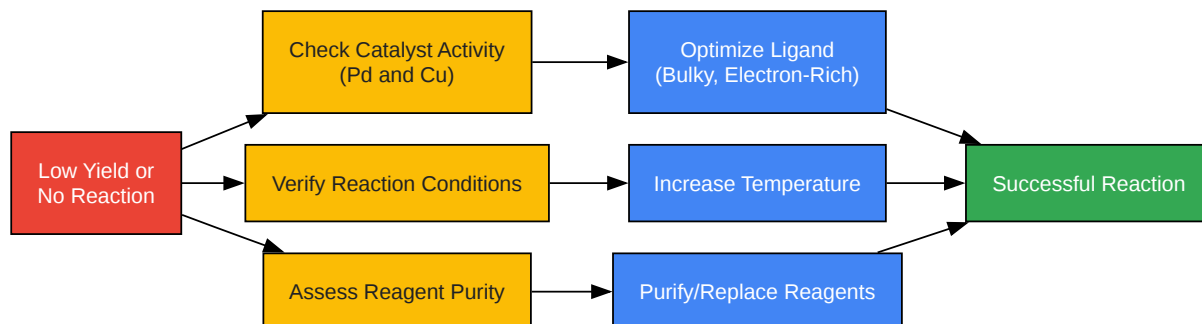 Check Catalyst Activity
(Pd and Cu)
Optimize Ligand
(Bulky, Electron-Rich)
Low Yield or
No Reaction
Verify Reaction Conditions
Increase Temperature
Successful Reaction
Assess Reagent Purity
Purify/Replace Reagents